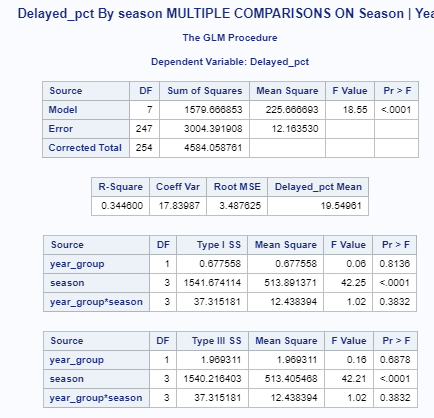 Delayed_pct By season MULTIPLE COMPARISONS ON Season |
The GLM Procedure
Dependent Variable: Delayed_pct
Source DF Sum of Squares Mean Square F Value Pr > F
Model 7 1579.666853 225.666693 18.55 <.0001
Error 247 3004.391908 12.163530
Corrected Total 254 4584.058761
R-Square Coeff Var Root MSE Delayed_pct Mean
0.344600 17.83987 3.487625 19.54961
Source DF Type I SS Mean Square F Value Pr > F
year_group 1 0.677558 0.677558 0.06 0.8136
season 3 1541.674114 513.891371 42.25 <.0001
year_group*season 3 37.315181 12.438394 1.02 0.3832
Source DF Type III SS Mean Square F Value Pr > F
year_group 1 1.969311 1.969311 0.16 0.6878
season 3 1540.216403 513.405468 42.21 <.0001
year_group*season 3 37.315181 12.438394 1.02 0.3832